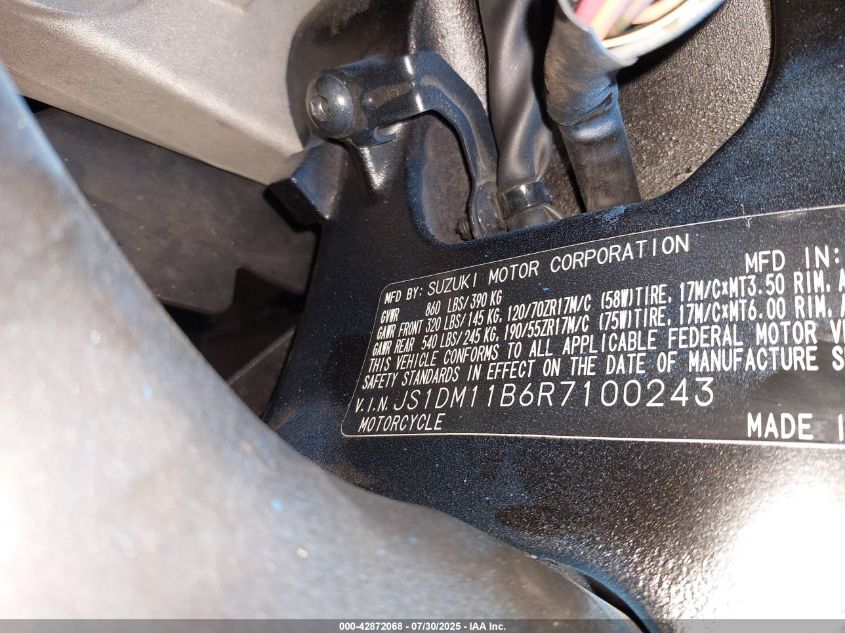 MFD BY: SUZUKI MOTOR CORPORATION MFD IN:
GVWR 860 LBS/390 KG
GAWR FRONT 320 LBS/145 KG, 120/70ZR17M/C (58W)TIRE, 17M/C×MT3.50 RIM, A
GAWR REAR 540 LBS/245 KG, 190/55ZR17M/C (75W)TIRE, 17M/C×MT6.00 RIM, A
THIS VEHICLE CONFORMS TO ALL APPLICABLE FEDERAL MOTOR VE
SAFETY STANDARDS IN EFFECT ON THE DATE OF MANUFACTURE S
V.I.N. JS1DM11B6R7100243
MOTORCYCLE MADE I
000-42872068 - 07/30/2025 - IAA Inc.